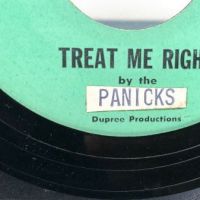 TREAT ME RIGH
by the
PANICKS
Dupree Productions